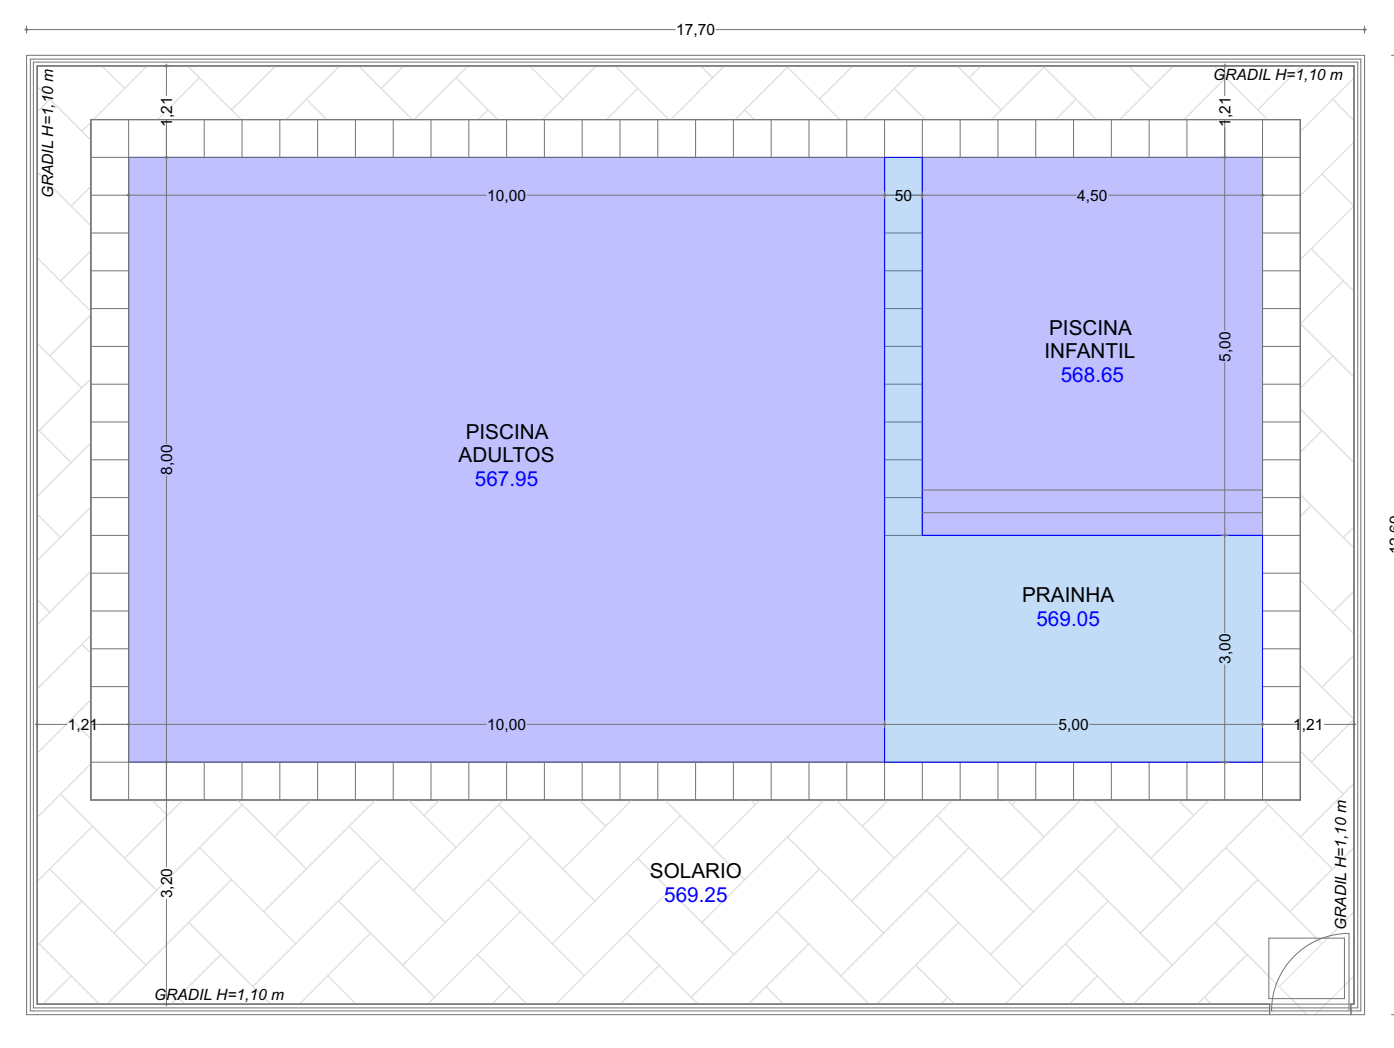 17,70
GRADIL H=1,10 m
GRADIL H=1,10 m
1,21
1,21
10,00
50
4,50
PISCINA
INFANTIL
568.65
5,00
PISCINA
ADULTOS
567.95
8,00
PRAINHA
569.05
3,00
1,21
10,00
5,00
1,21
SOLARIO
569.25
3,20
GRADIL H=1,10 m
GRADIL H=1,10 m